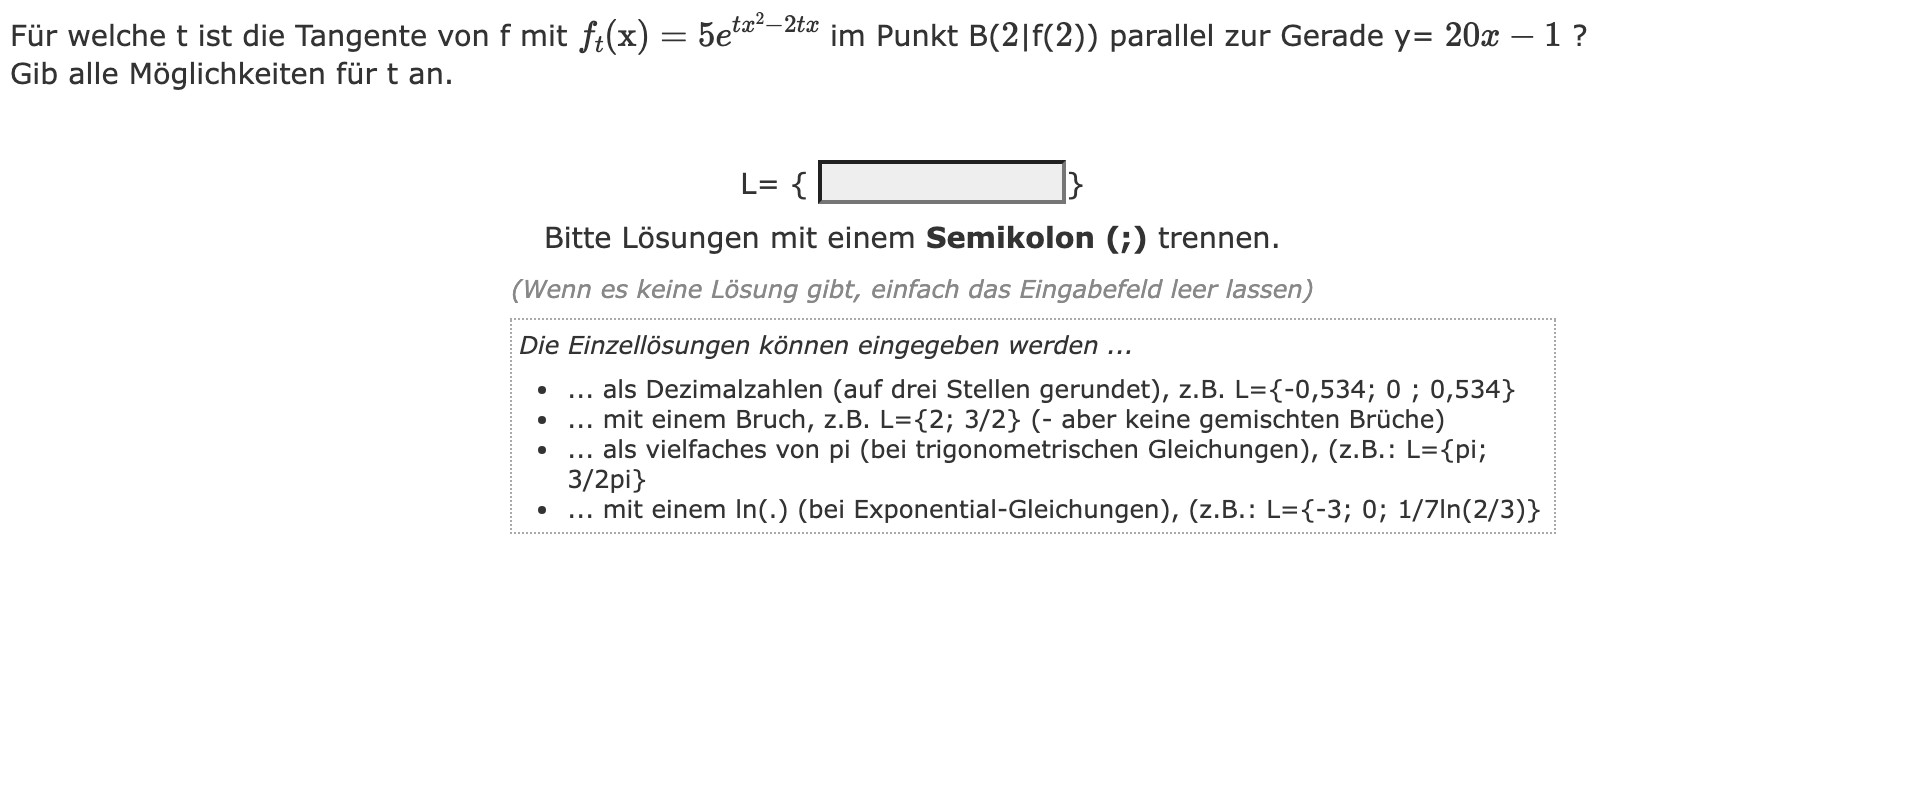 Für welche t ist die Tangente von f mit fₜ(x) = 5e^(tx²−2tx) im Punkt B(2|f(2)) parallel zur Gerade y= 20x − 1 ?
Gib alle Möglichkeiten für t an.
L= { }
Bitte Lösungen mit einem Semikolon (;) trennen.
(Wenn es keine Lösung gibt, einfach das Eingabefeld leer lassen)
Die Einzellösungen können eingegeben werden ...
• ... als Dezimalzahlen (auf drei Stellen gerundet), z.B. L={-0,534; 0 ; 0,534}
• ... mit einem Bruch, z.B. L={2; 3/2} (- aber keine gemischten Brüche)
• ... als vielfaches von pi (bei trigonometrischen Gleichungen), (z.B.: L={pi;
3/2pi}
• ... mit einem ln(.) (bei Exponential-Gleichungen), (z.B.: L={-3; 0; 1/7ln(2/3)}